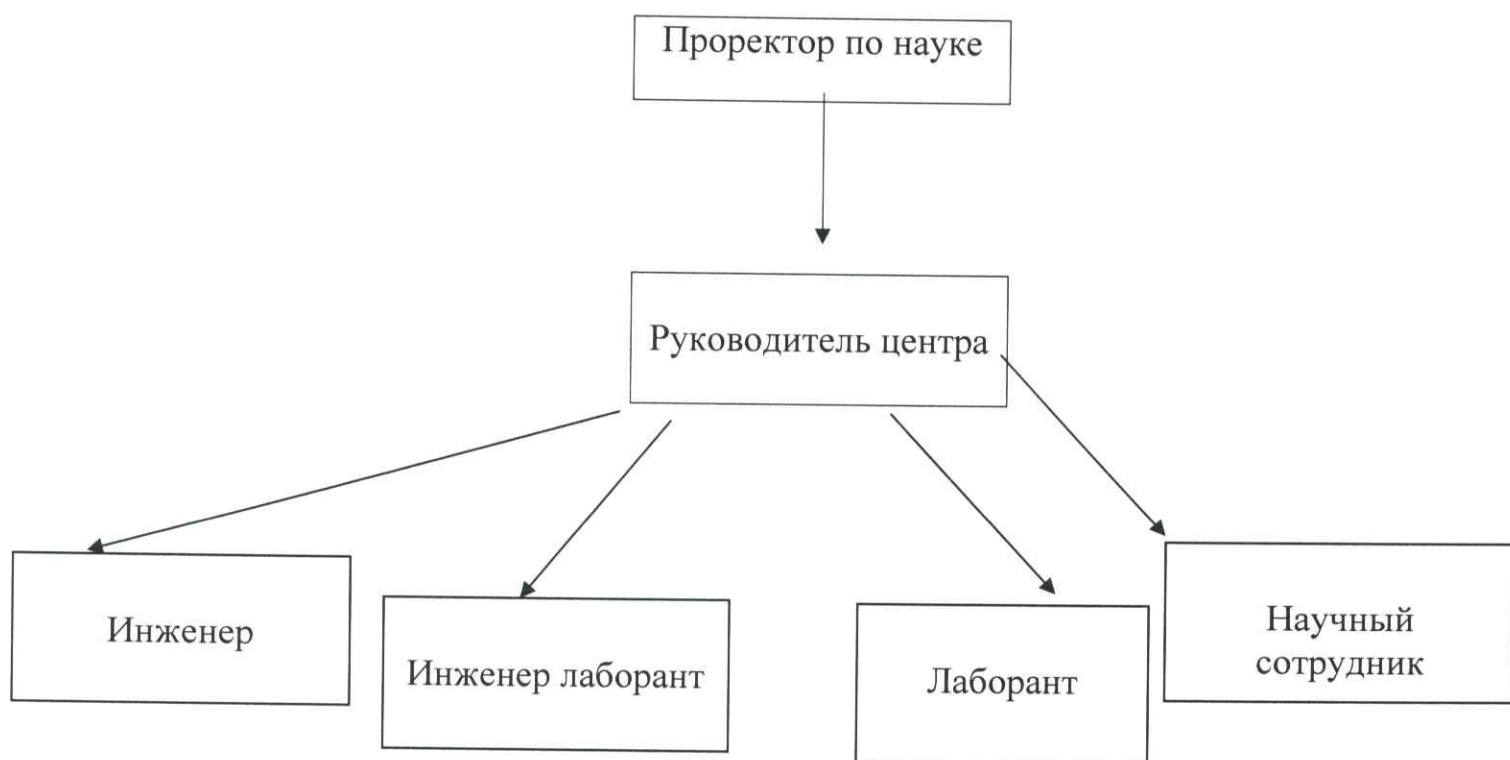 Проректор по науке
Руководитель центра
Инженер
Инженер лаборант
Лаборант
Научный
сотрудник